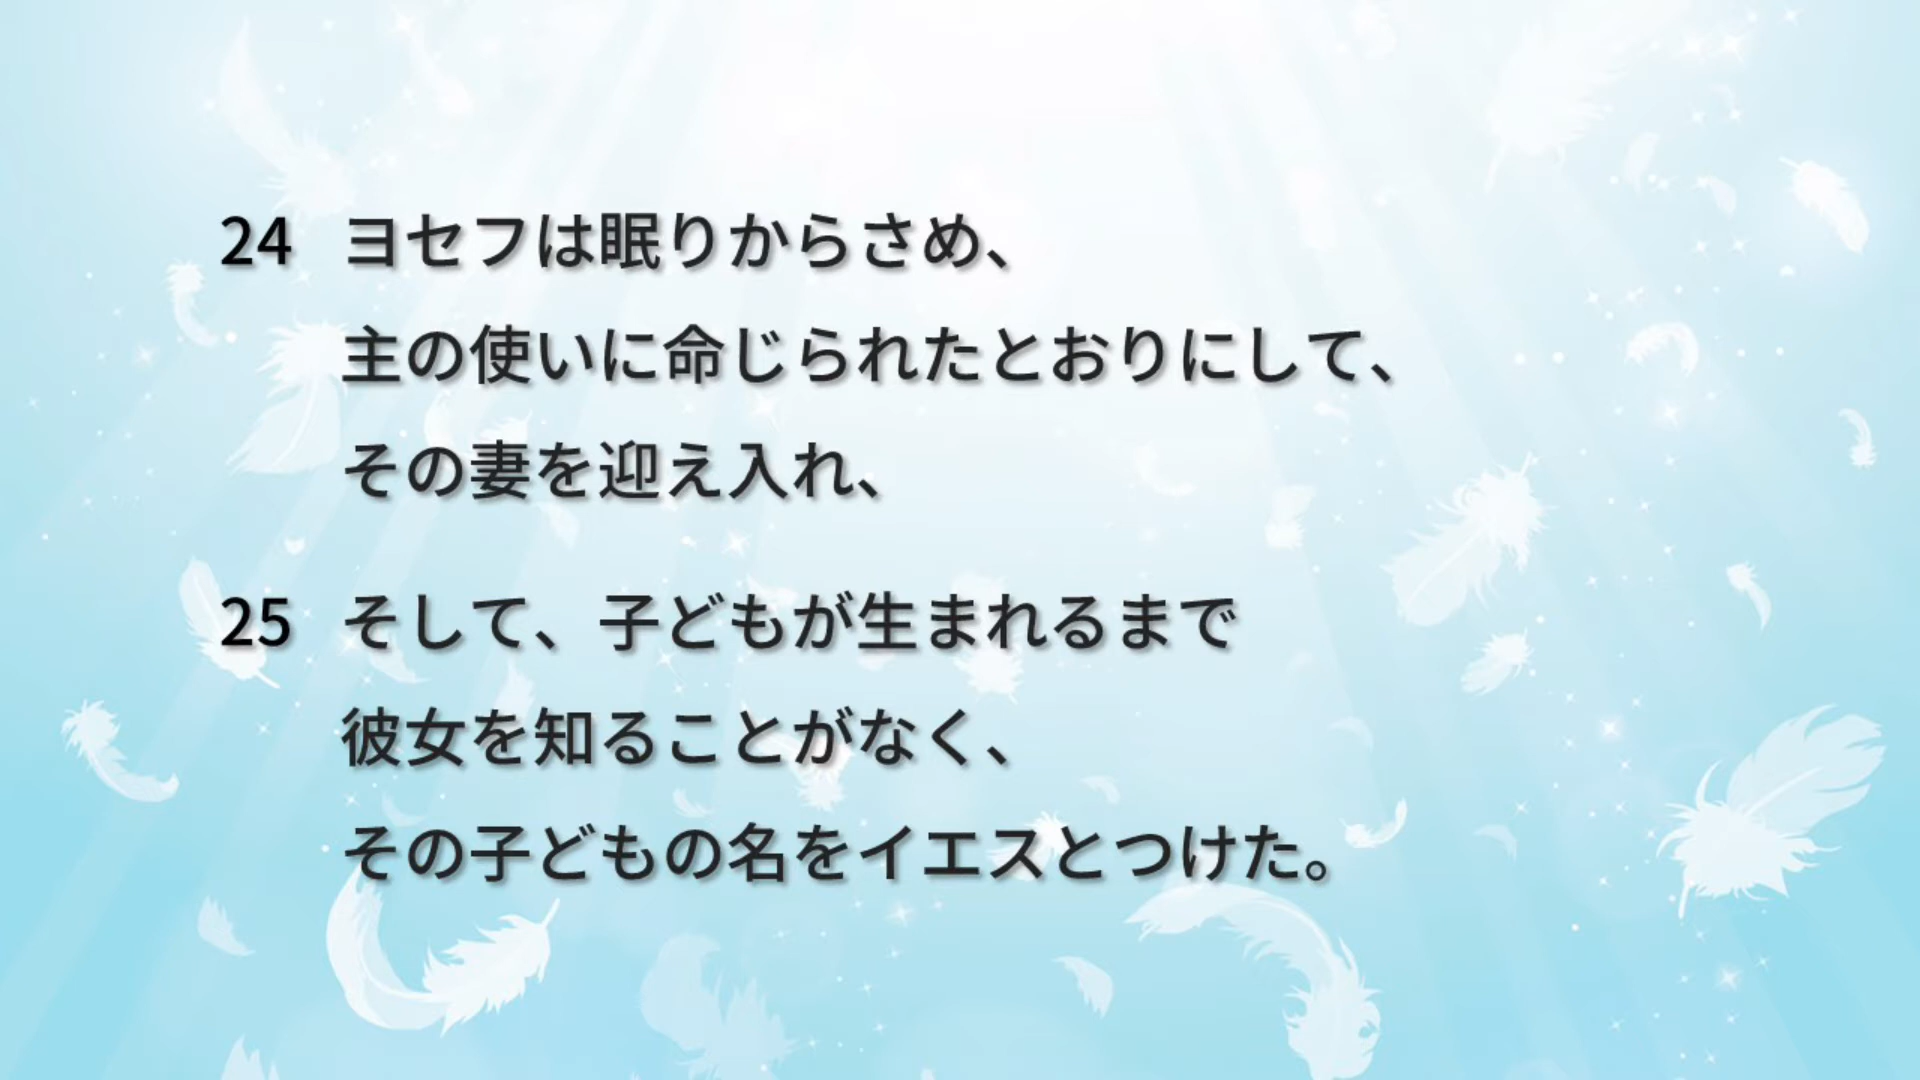 24 ヨセフは眠りからさめ、
主の使いに命じられたとおりにして、
その妻を迎え入れ、
25 そして、子どもが生まれるまで
彼女を知ることがなく、
その子どもの名をイエスとつけた。